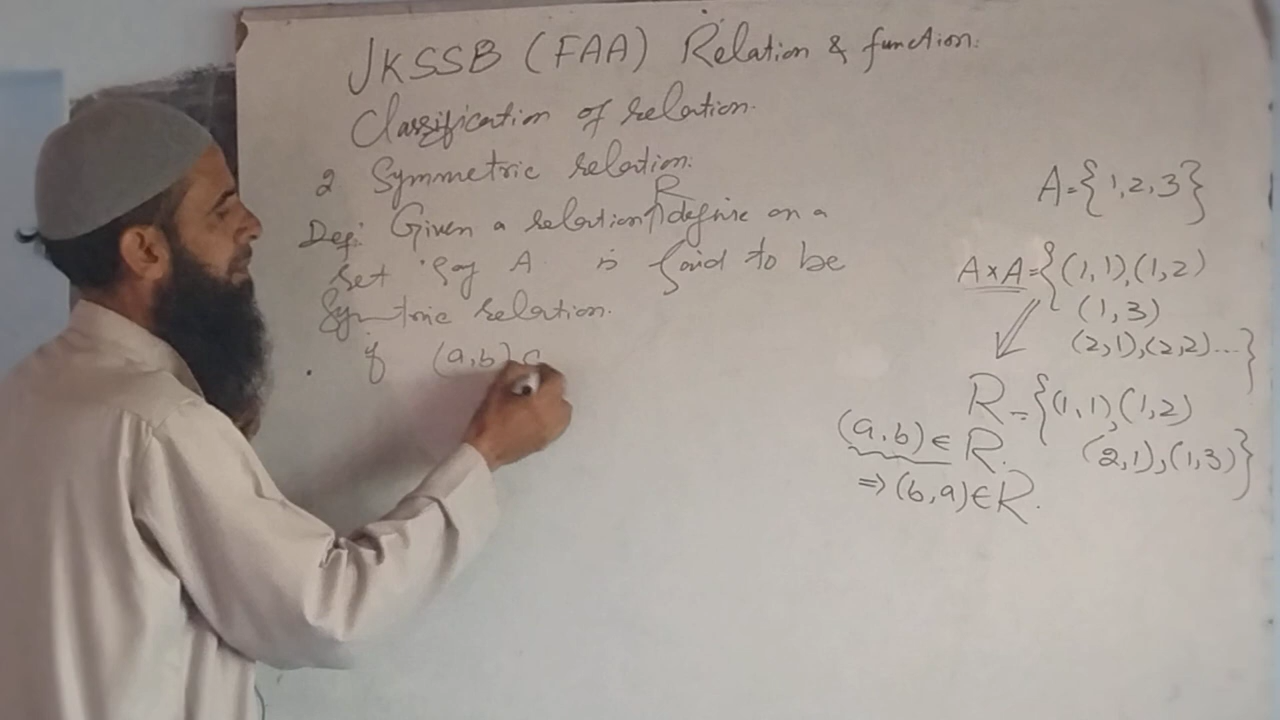 JKSSB (FAA) Relation & function.
Classification of relation.
2 Symmetric relation.
R
Def: Given a relation define on a
set say A is said to be
Symtric relation.
if (a,b)
A={1,2,3}
A×A={(1,1),(1,2)
(1,3)
(2,1),(2,2)...}
R={(1,1),(1,2)
(2,1),(1,3)}
(a,b)∈R.
⇒(b,a)∈R.